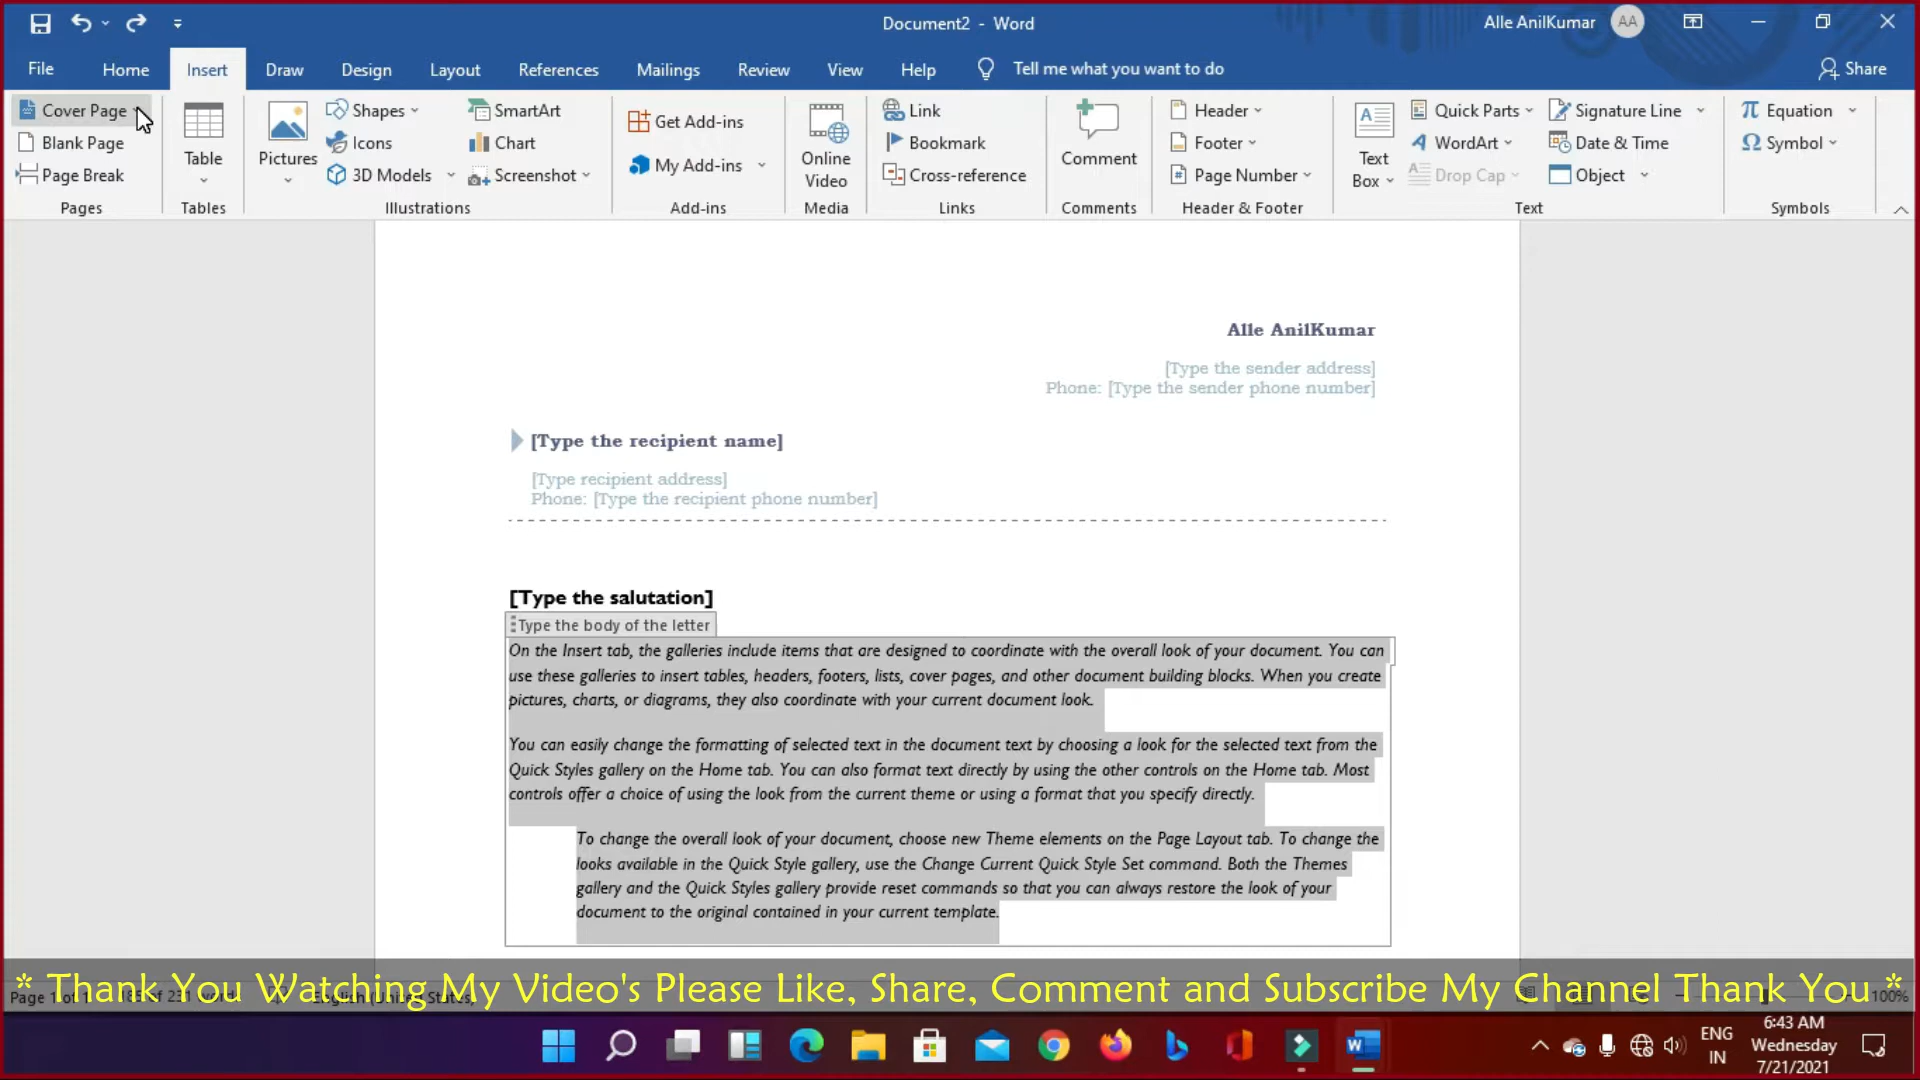 Document2 - Word
Alle AnilKumar
AA
File
Home
Insert
Draw
Design
Layout
References
Mailings
Review
View
Help
Tell me what you want to do
Share
Cover Page
Blank Page
Page Break
Pages
Table
Tables
Pictures
Shapes
Icons
3D Models
SmartArt
Chart
Screenshot
Illustrations
Get Add-ins
My Add-ins
Add-ins
Online
Video
Media
Link
Bookmark
Cross-reference
Links
Comment
Comments
Header
Footer
Page Number
Header & Footer
Text
Box
Quick Parts
WordArt
Drop Cap
Signature Line
Date & Time
Object
Text
Equation
Symbol
Symbols
Alle AnilKumar
[Type the sender address]
Phone: [Type the sender phone number]
[Type the recipient name]
[Type recipient address]
Phone: [Type the recipient phone number]
[Type the salutation]
Type the body of the letter
On the Insert tab, the galleries include items that are designed to coordinate with the overall look of your document. You can
use these galleries to insert tables, headers, footers, lists, cover pages, and other document building blocks. When you create
pictures, charts, or diagrams, they also coordinate with your current document look.
You can easily change the formatting of selected text in the document text by choosing a look for the selected text from the
Quick Styles gallery on the Home tab. You can also format text directly by using the other controls on the Home tab. Most
controls offer a choice of using the look from the current theme or using a format that you specify directly.
To change the overall look of your document, choose new Theme elements on the Page Layout tab. To change the
looks available in the Quick Style gallery, use the Change Current Quick Style Set command. Both the Themes
gallery and the Quick Styles gallery provide reset commands so that you can always restore the look of your
document to the original contained in your current template.
* Thank You Watching My Video's Please Like, Share, Comment and Subscribe My Channel Thank You *
Page 1 of 1
185 of 231 words
English (United States)
100%
ENG
IN
6:43 AM
Wednesday
7/21/2021